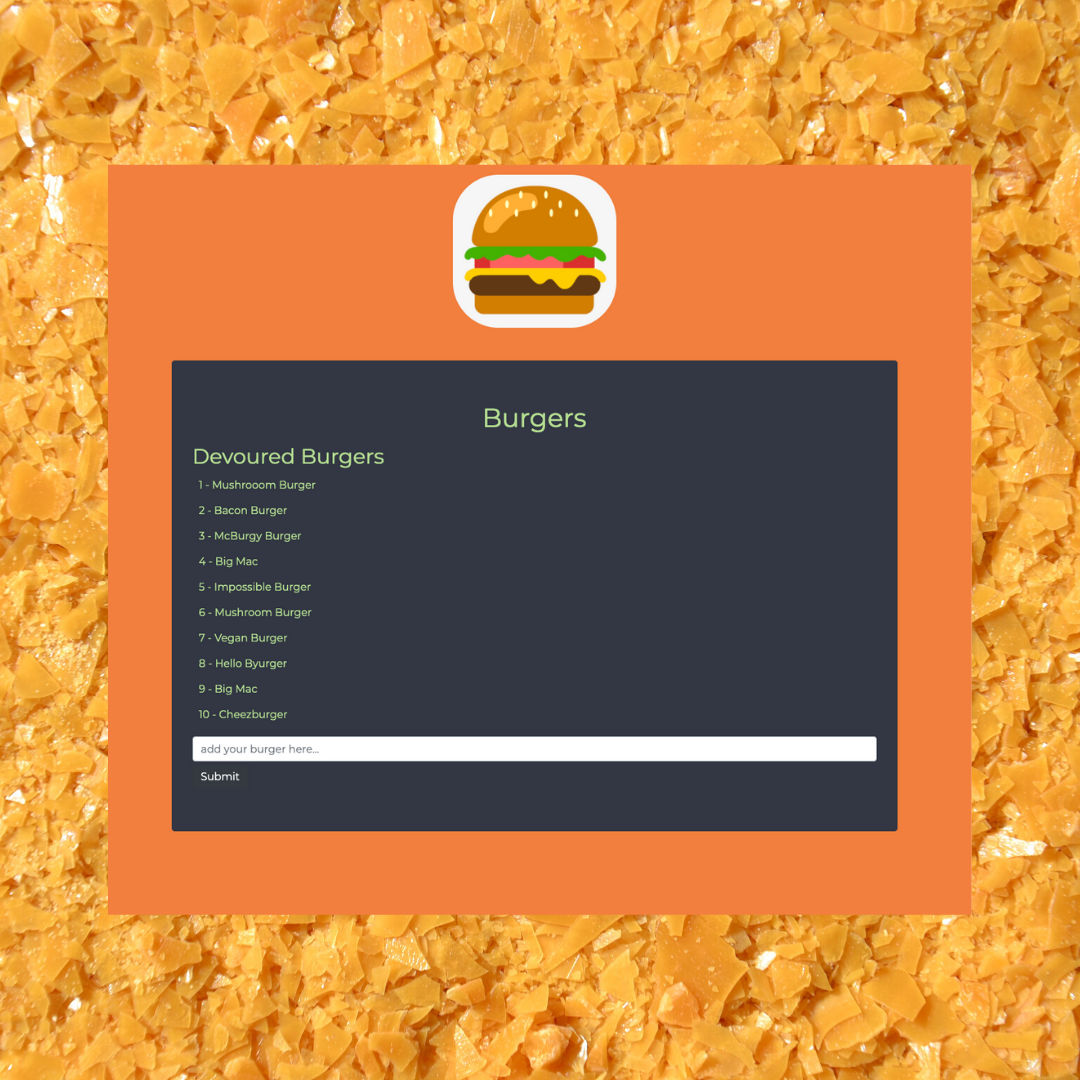 Burgers
Devoured Burgers
1 - Mushrooom Burger
2 - Bacon Burger
3 - McBurgy Burger
4 - Big Mac
5 - Impossible Burger
6 - Mushroom Burger
7 - Vegan Burger
8 - Hello Byurger
9 - Big Mac
10 - Cheezburger
add your burger here...
Submit